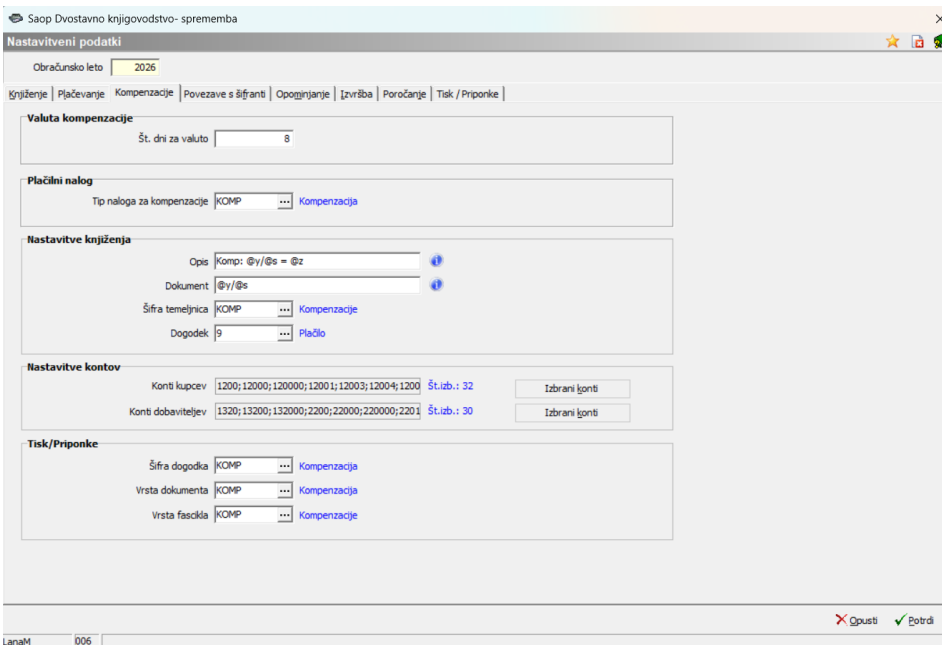 Saop Dvostavno knjigovodstvo- sprememba
Nastavitveni podatki
Obračunsko leto 2026
Knjiženje Plačevanje Kompenzacije Povezave s šifranti Opominjanje Izvršba Poročanje Tisk / Priponke
Valuta kompenzacije
Št. dni za valuto 8
Plačilni nalog
Tip naloga za kompenzacije KOMP ... Kompenzacija
Nastavitve knjiženja
Opis Komp: @y/@s = @z
Dokument @y/@s
Šifra temeljnica KOMP ... Kompenzacije
Dogodek 9 ... Plačilo
Nastavitve kontov
Konti kupcev 1200;12000;120000;12001;12003;12004;1200 Št.izb.: 32 Izbrani konti
Konti dobaviteljev 1320;13200;132000;2200;22000;220000;2201 Št.izb.: 30 Izbrani konti
Tisk/Priponke
Šifra dogodka KOMP ... Kompenzacija
Vrsta dokumenta KOMP ... Kompenzacija
Vrsta fascikla KOMP ... Kompenzacije
Opusti Potrdi
LanaM 006